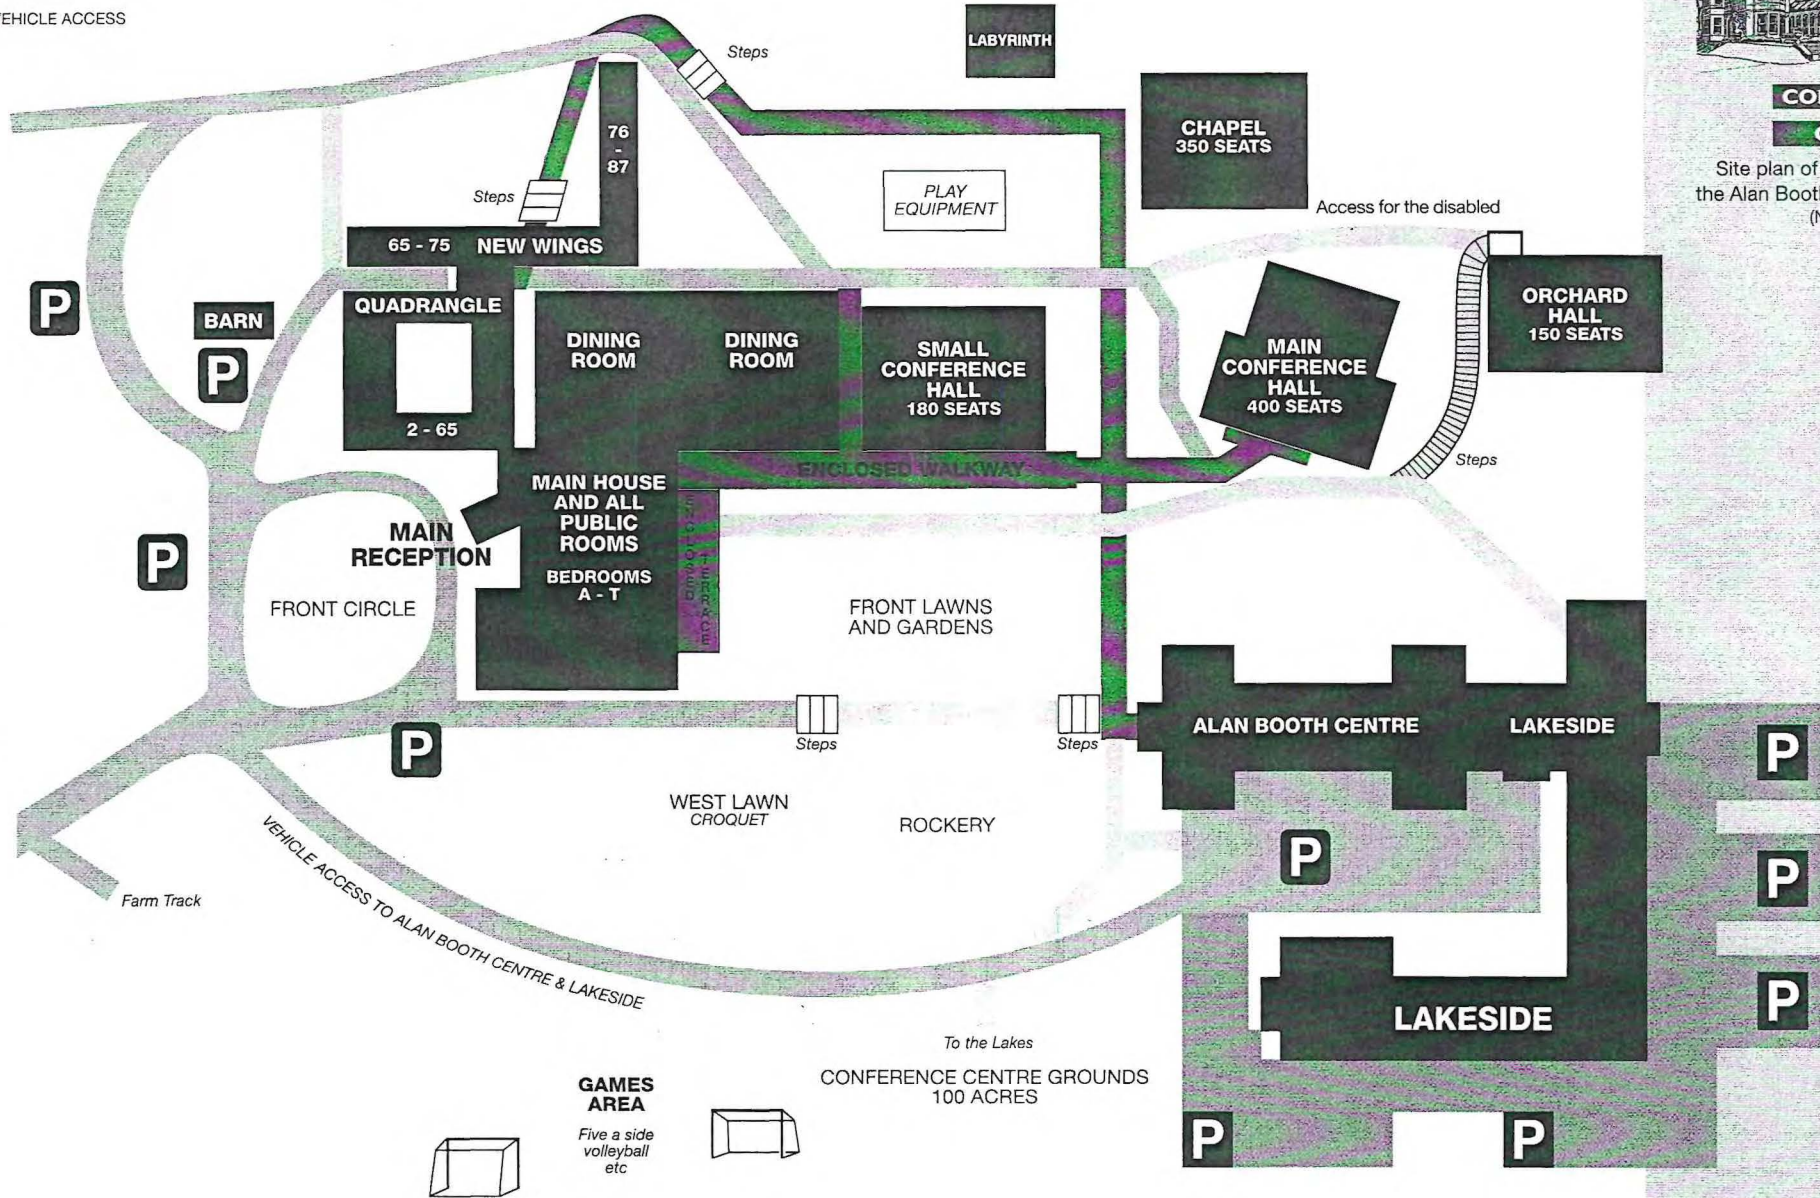 VEHICLE ACCESS
Steps
LABYRINTH
CHAPEL
350 SEATS
Site plan of
(N
76
-
87
Steps
PLAY
EQUIPMENT
Access for the disabled
65 - 75 NEW WINGS
P
BARN
P
QUADRANGLE
2 - 65
DINING
ROOM
DINING
ROOM
SMALL
CONFERENCE
HALL
180 SEATS
MAIN
CONFERENCE
HALL
400 SEATS
ORCHARD
HALL
150 SEATS
Steps
ENCLOSED WALKWAY
MAIN HOUSE
AND ALL
PUBLIC
ROOMS
BEDROOMS
A - T
ENCLOSED TERRACE
MAIN
RECEPTION
P
FRONT CIRCLE
FRONT LAWNS
AND GARDENS
P
Steps
Steps
ALAN BOOTH CENTRE
LAKESIDE
P
WEST LAWN
CROQUET
ROCKERY
P
P
Farm Track
VEHICLE ACCESS TO ALAN BOOTH CENTRE & LAKESIDE
LAKESIDE
P
To the Lakes
CONFERENCE CENTRE GROUNDS
100 ACRES
GAMES
AREA
Five a side
volleyball
etc
P
P